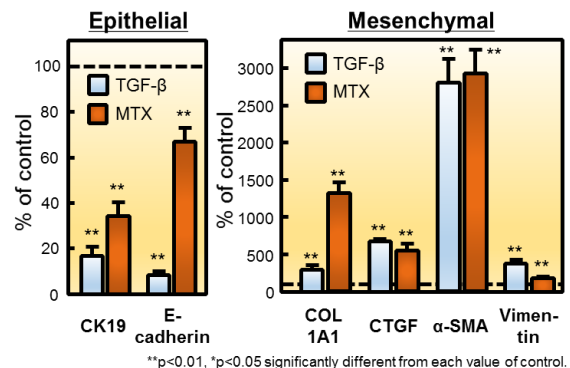 Epithelial
Mesenchymal
% of control
100
80
60
40
20
0
TGF-β
MTX
**
**
**
**
CK19
E-
cadherin
% of control
3000
2500
2000
1500
1000
500
0
TGF-β
MTX
**
**
**
**
**
**
**
**
COL
1A1
CTGF
α-SMA
Vimen-
tin
**p<0.01, *p<0.05 significantly different from each value of control.